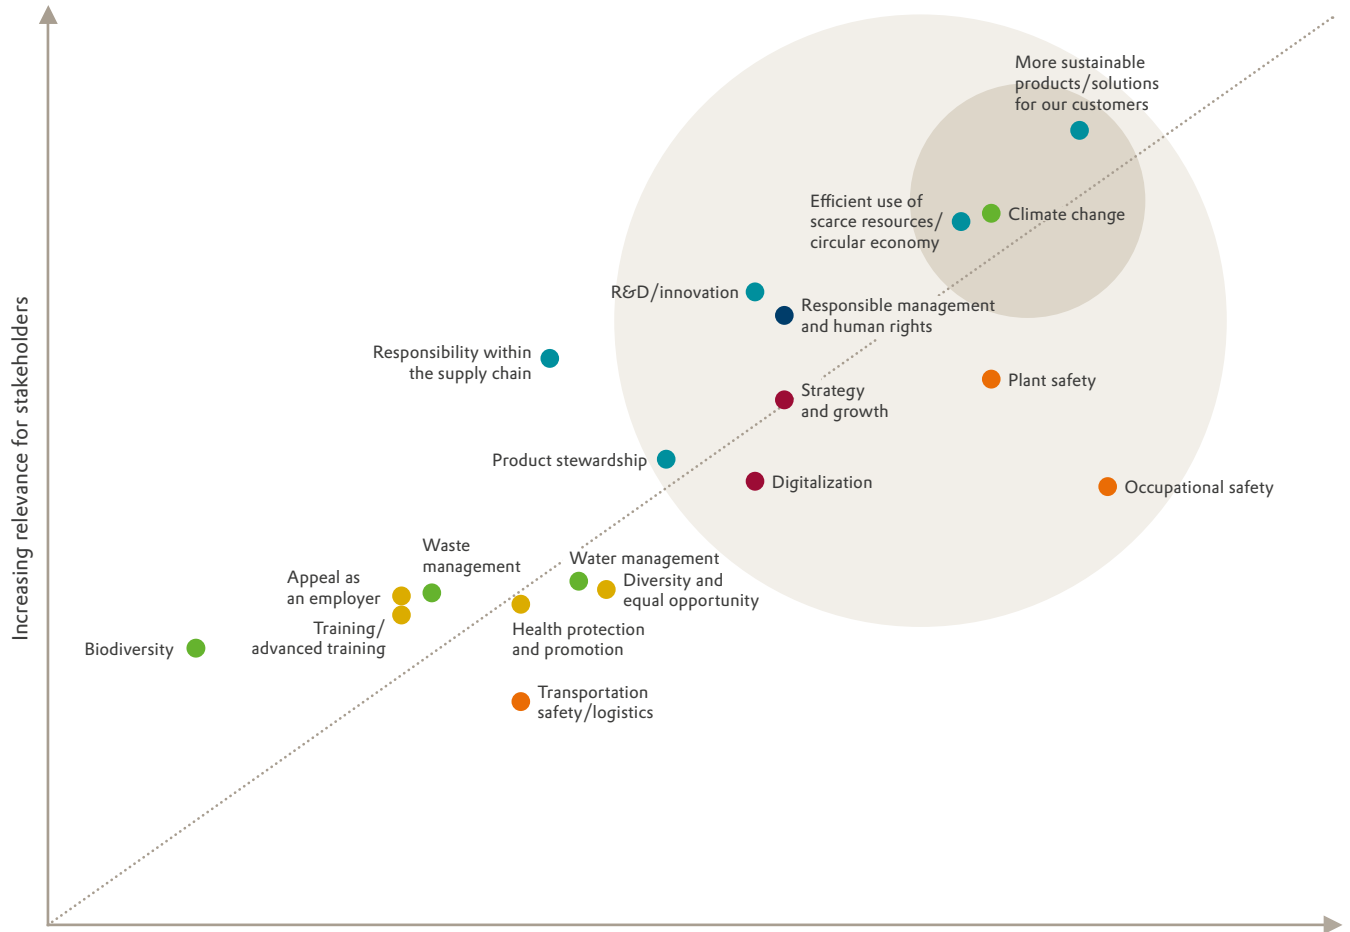 Increasing relevance for stakeholders
More sustainable
products/solutions
for our customers
Efficient use of
scarce resources/
circular economy
Climate change
R&D/innovation
Responsible management
and human rights
Responsibility within
the supply chain
Plant safety
Strategy
and growth
Product stewardship
Digitalization
Occupational safety
Waste
management
Water management
Appeal as
an employer
Diversity and
equal opportunity
Training/
advanced training
Health protection
and promotion
Biodiversity
Transportation
safety/logistics